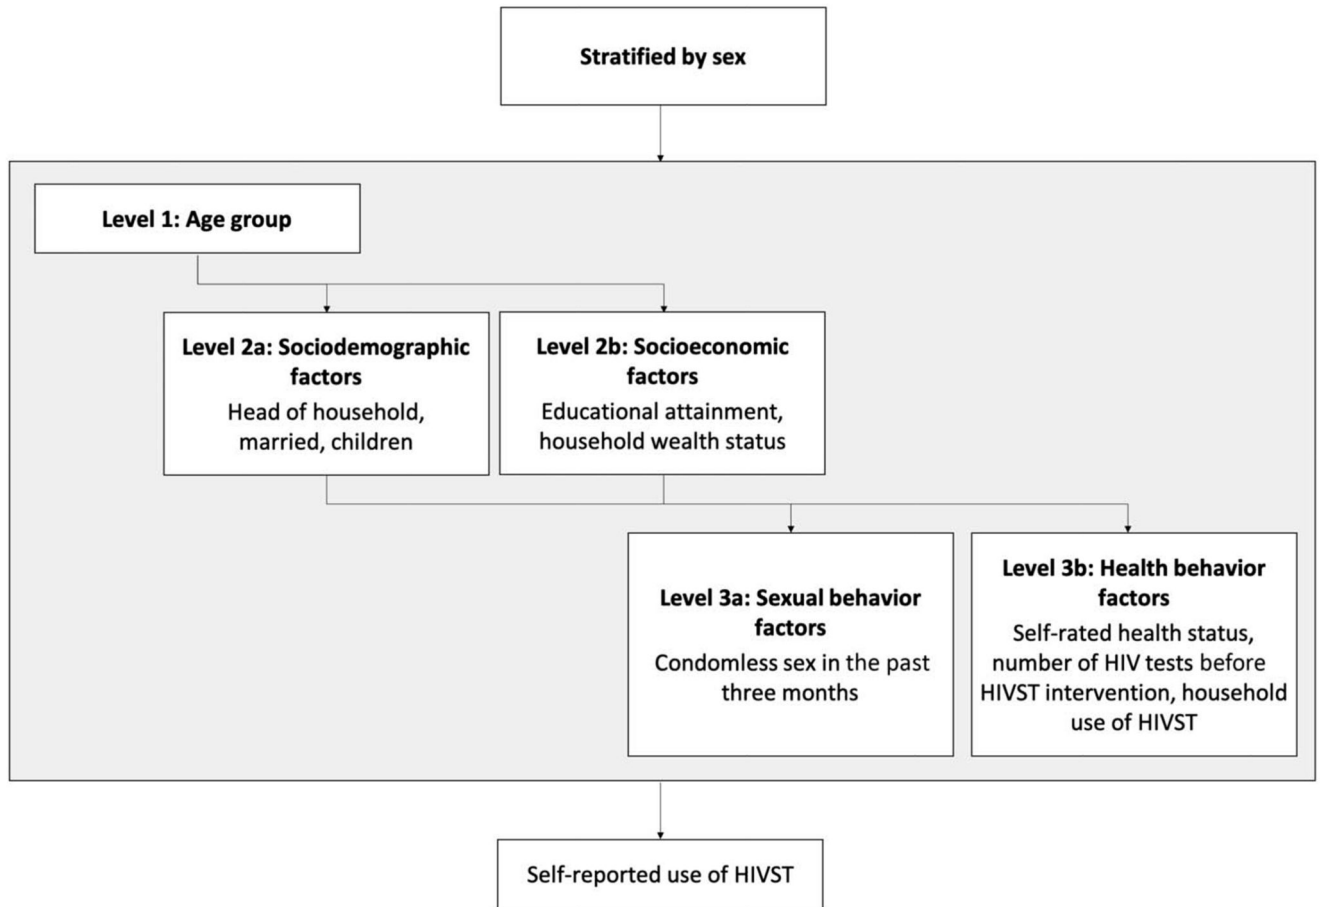 Stratified by sex
Level 1: Age group
Level 2a: Sociodemographic
factors
Head of household,
married, children
Level 2b: Socioeconomic
factors
Educational attainment,
household wealth status
Level 3a: Sexual behavior
factors
Condomless sex in the past
three months
Level 3b: Health behavior
factors
Self-rated health status,
number of HIV tests before
HIVST intervention, household
use of HIVST
Self-reported use of HIVST